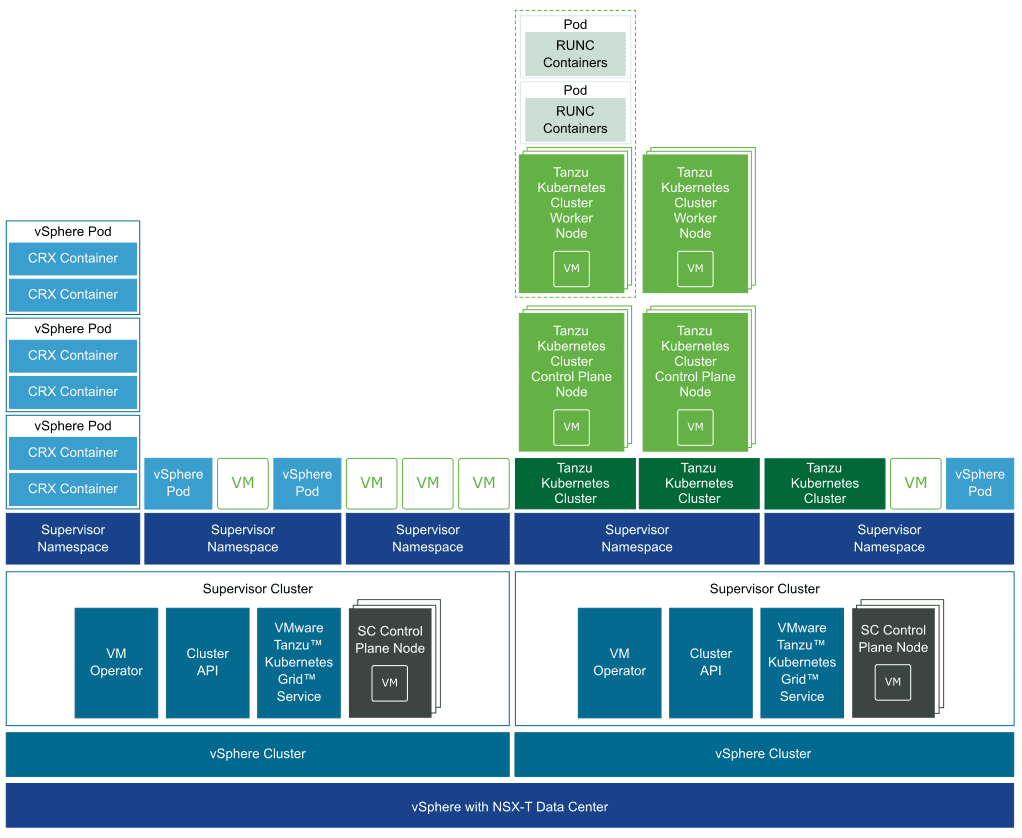 Pod
RUNC
Containers
Pod
RUNC
Containers
Tanzu
Kubernetes
Cluster
Worker
Node
VM
Tanzu
Kubernetes
Cluster
Worker
Node
VM
vSphere Pod
CRX Container
CRX Container
vSphere Pod
CRX Container
CRX Container
vSphere Pod
CRX Container
CRX Container
Tanzu
Kubernetes
Cluster
Control Plane
Node
VM
Tanzu
Kubernetes
Cluster
Control Plane
Node
VM
vSphere
Pod
VM
vSphere
Pod
VM
VM
VM
Tanzu
Kubernetes
Cluster
Tanzu
Kubernetes
Cluster
Tanzu
Kubernetes
Cluster
VM
vSphere
Pod
Supervisor
Namespace
Supervisor
Namespace
Supervisor
Namespace
Supervisor
Namespace
Supervisor
Namespace
Supervisor Cluster
VM
Operator
Cluster
API
VMware
Tanzu™
Kubernetes
Grid™
Service
SC Control
Plane Node
VM
Supervisor Cluster
VM
Operator
Cluster
API
VMware
Tanzu™
Kubernetes
Grid™
Service
SC Control
Plane Node
VM
vSphere Cluster
vSphere Cluster
vSphere with NSX-T Data Center